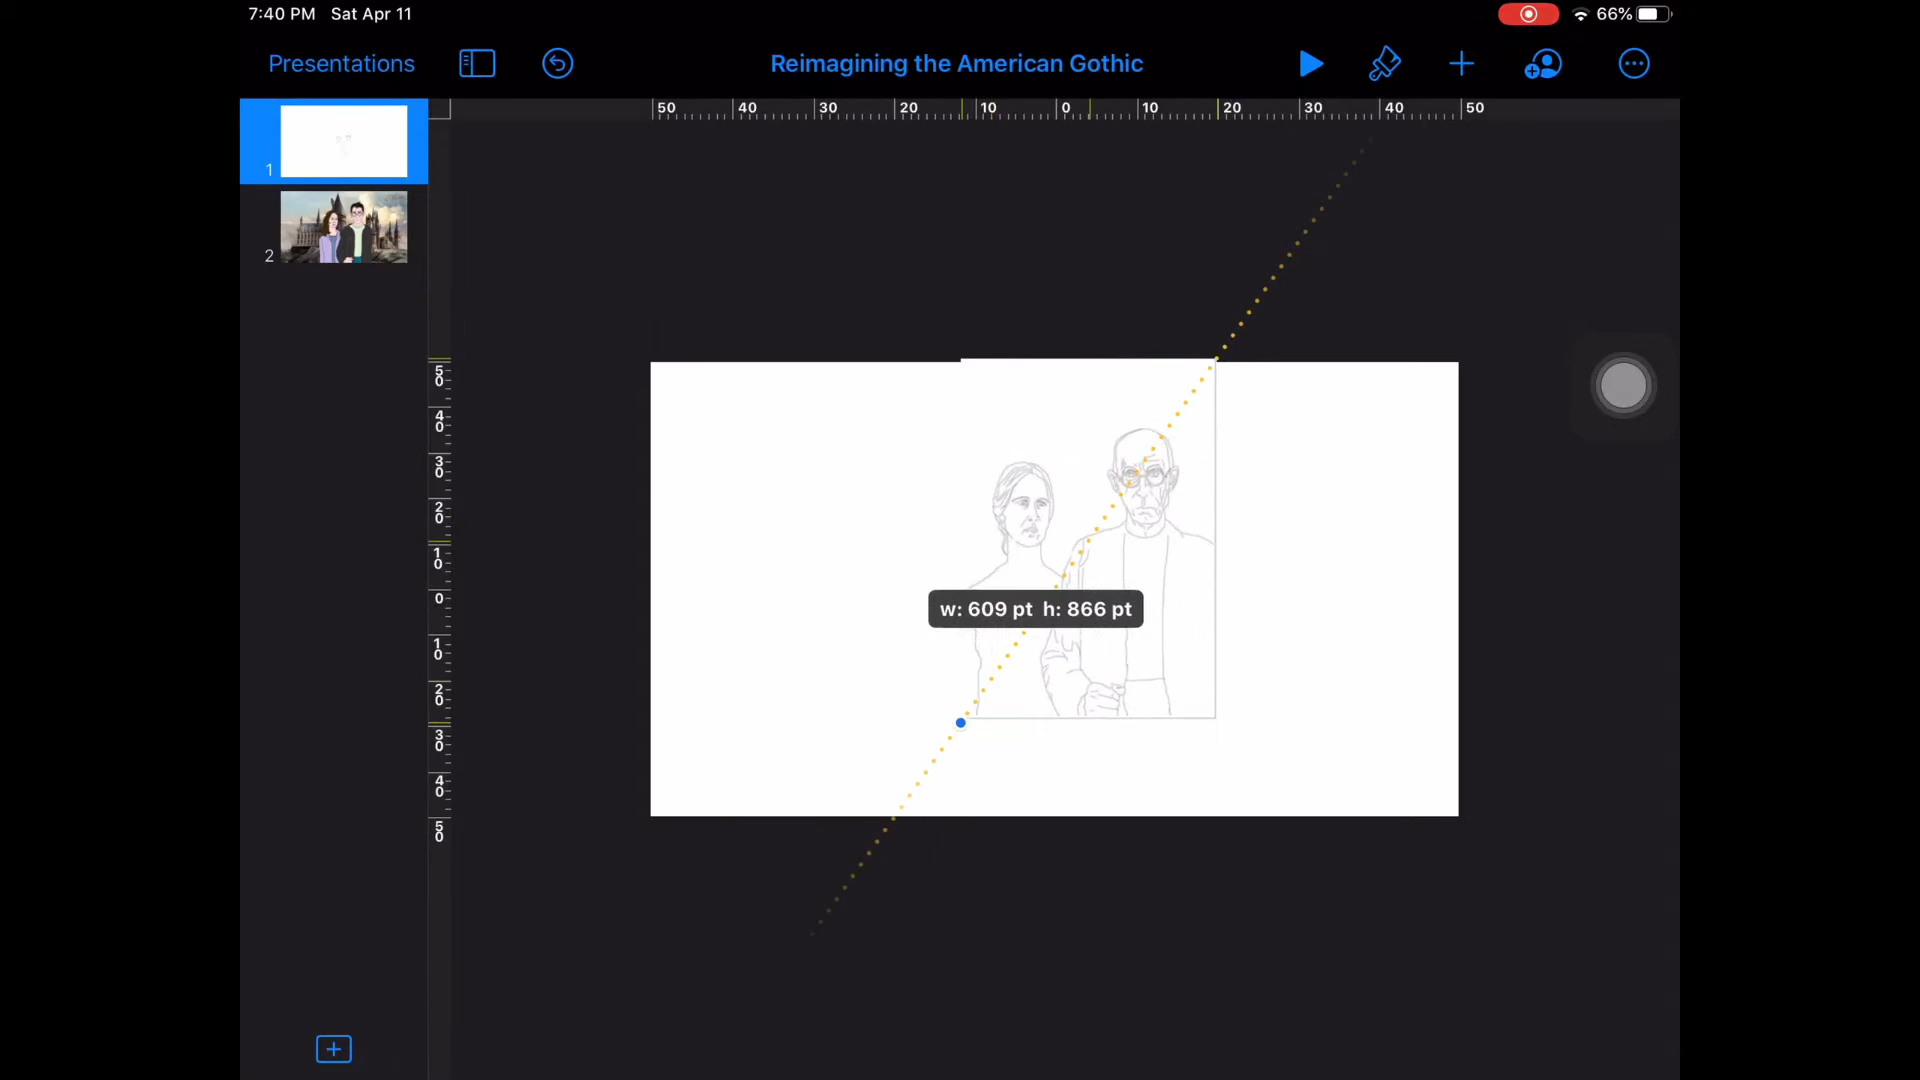 7:40 PM Sat Apr 11
66%
Presentations
Reimagining the American Gothic
50 40 30 20 10 0 10 20 30 40 50
1
2
50
40
30
20
10
0
10
20
30
40
50
w: 609 pt h: 866 pt